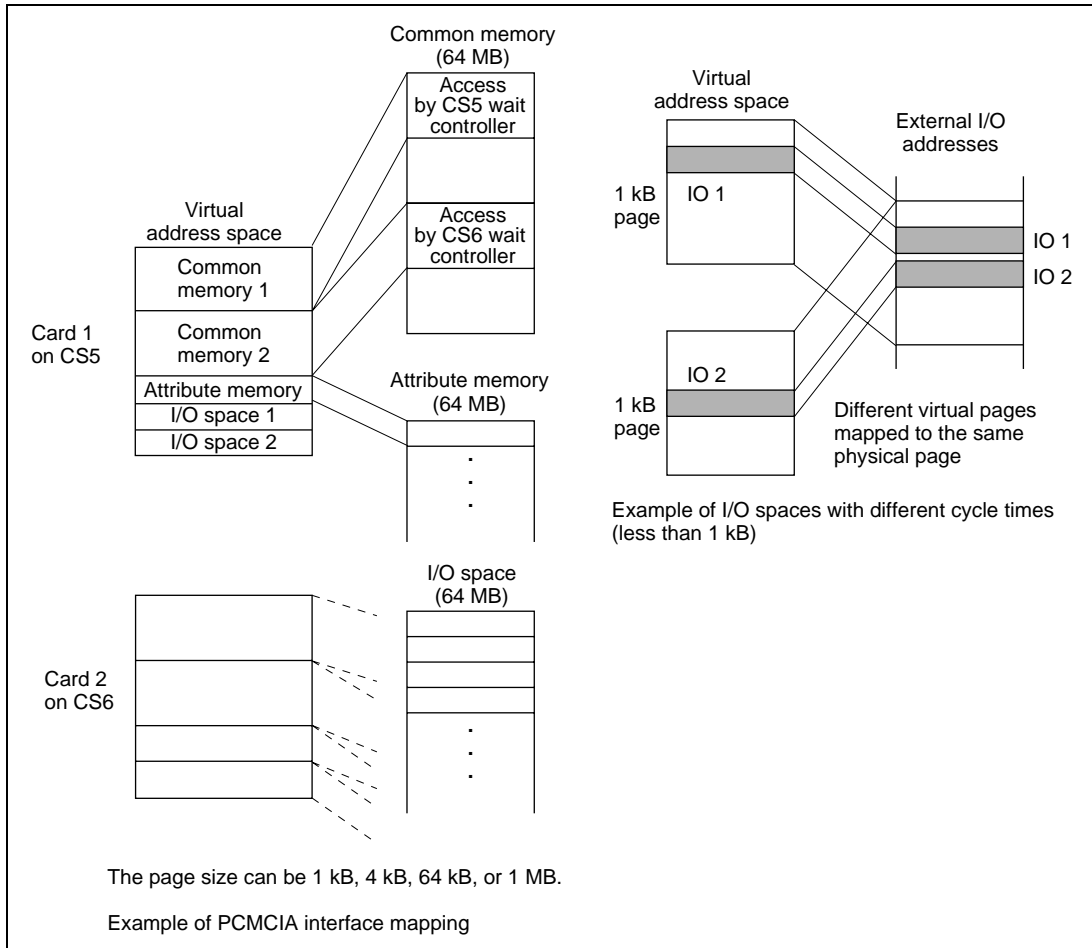 Common memory
(64 MB)
Access
by CS5 wait
controller
Access
by CS6 wait
controller
Virtual
address space
Common
memory 1
Common
memory 2
Attribute memory
I/O space 1
I/O space 2
Card 1
on CS5
Attribute memory
(64 MB)
I/O space
(64 MB)
Card 2
on CS6
Virtual
address space
External I/O
addresses
1 kB
page
IO 1
IO 1
IO 2
IO 2
1 kB
page
Different virtual pages
mapped to the same
physical page
Example of I/O spaces with different cycle times
(less than 1 kB)
The page size can be 1 kB, 4 kB, 64 kB, or 1 MB.
Example of PCMCIA interface mapping